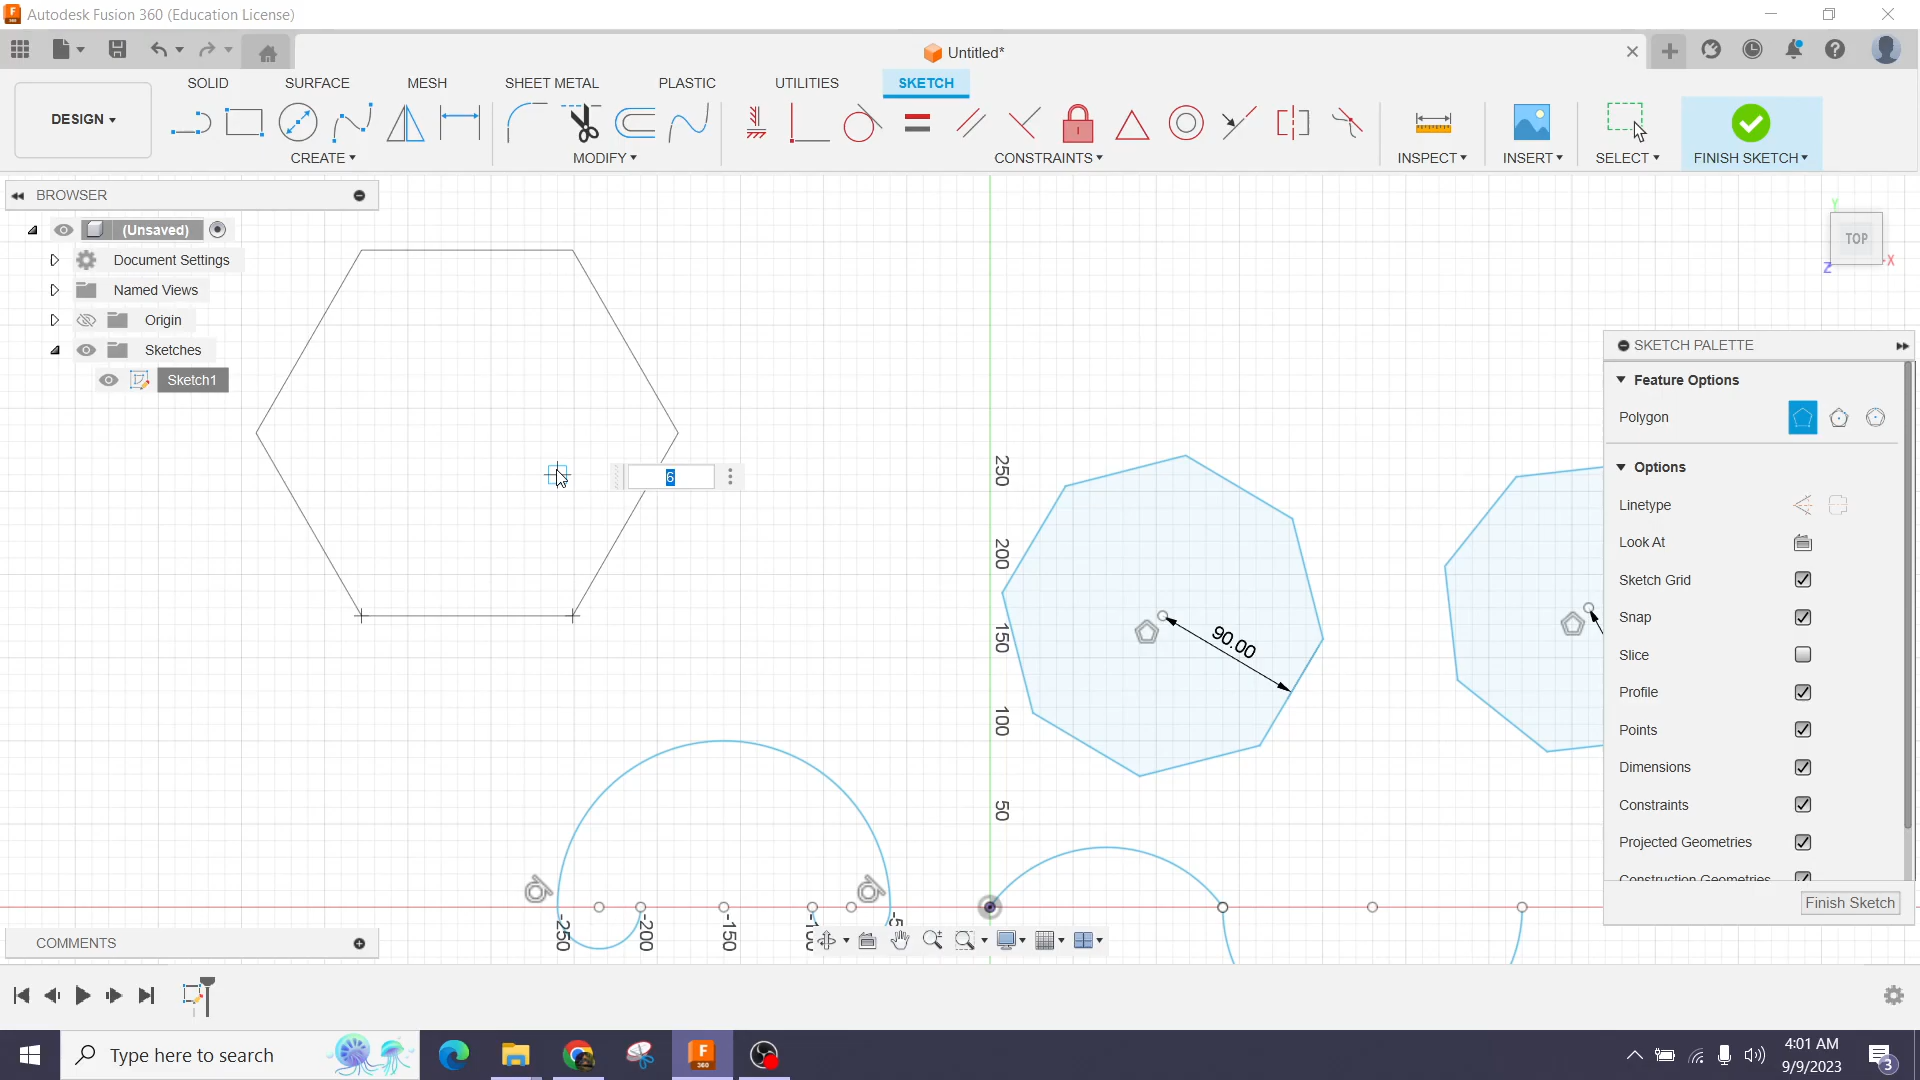 Autodesk Fusion 360 (Education License)
Untitled*
SOLID SURFACE MESH SHEET METAL PLASTIC UTILITIES SKETCH
DESIGN
CREATE MODIFY CONSTRAINTS INSPECT INSERT SELECT FINISH SKETCH
BROWSER
(Unsaved)
Document Settings
Named Views
Origin
Sketches
Sketch1
TOP
Y
X
Z
6
250
200
150
100
50
90.00
-250
-200
-150
SKETCH PALETTE
Feature Options
Polygon
Options
Linetype
Look At
Sketch Grid
Snap
Slice
Profile
Points
Dimensions
Constraints
Projected Geometries
Construction Geometries
Finish Sketch
COMMENTS
Type here to search
F
360
4:01 AM
9/9/2023
3